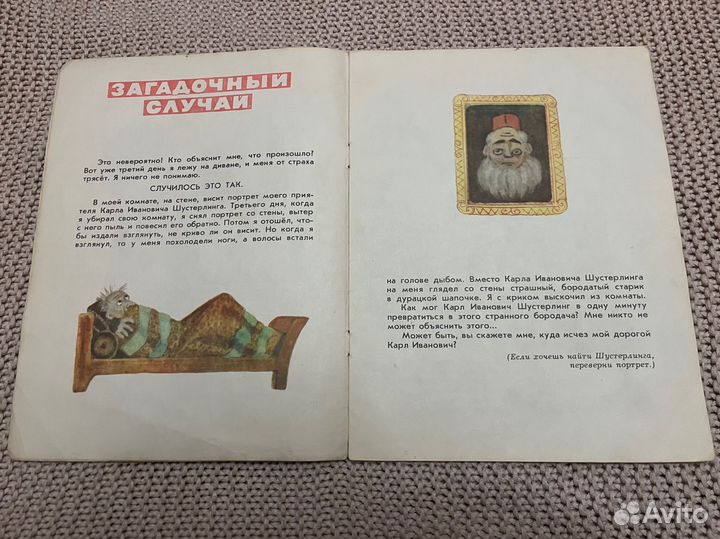 ЗАГАДОЧНЫЙ
СЛУЧАЙ
Это невероятно! Кто объяснит мне, что произошло?
Вот уже третий день я лежу на диване, и меня от страха
трясёт. Я ничего не понимаю.
СЛУЧИЛОСЬ ЭТО ТАК.
В моей комнате, на стене, висит портрет моего прия-
теля Карла Ивановича Шустерлинга. Третьего дня, когда
я убирал свою комнату, я снял портрет со стены, вытер
с него пыль и повесил его обратно. Потом я отошёл, что-
бы издали взглянуть, не криво ли он висит. Но когда я
взглянул, то у меня похолодели ноги, а волосы встали
на голове дыбом. Вместо Карла Ивановича Шустерлинга
на меня глядел со стены страшный, бородатый старик
в дурацкой шапочке. Я с криком выскочил из комнаты.
Как мог Карл Иванович Шустерлинг в одну минуту
превратиться в этого странного бородача? Мне никто не
может объяснить этого...
Может быть, вы скажете мне, куда исчез мой дорогой
Карл Иванович?
(Если хочешь найти Шустерлинга,
переверни портрет.)
Avito